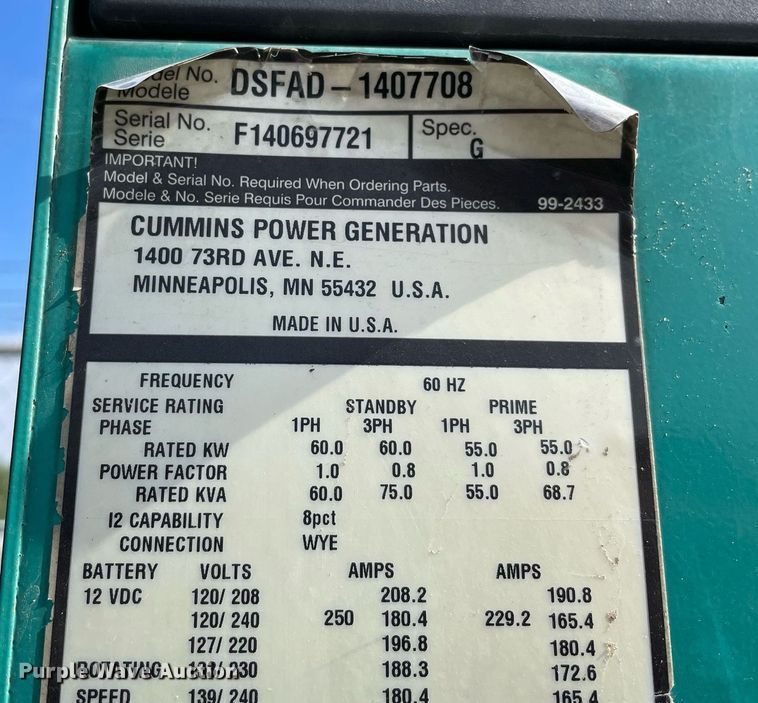 del No. DSFAD – 1407708
Modele
Serial No. F140697721 Spec.
Serie G
IMPORTANT!
Model & Serial No. Required When Ordering Parts.
Modele & No. Serie Requis Pour Commander Des Pieces. 99-2433
CUMMINS POWER GENERATION
1400 73RD AVE. N.E.
MINNEAPOLIS, MN 55432 U.S.A.
MADE IN U.S.A.
FREQUENCY 60 HZ
SERVICE RATING STANDBY PRIME
PHASE 1PH 3PH 1PH 3PH
RATED KW 60.0 60.0 55.0 55.0
POWER FACTOR 1.0 0.8 1.0 0.8
RATED KVA 60.0 75.0 55.0 68.7
I2 CAPABILITY 8pct
CONNECTION WYE
BATTERY VOLTS AMPS AMPS
12 VDC 120/ 208 208.2 190.8
120/ 240 250 180.4 229.2 165.4
127/ 220 196.8 180.4
188.3 172.6
SPEED 139/ 240 180.4 165.4
Purple Wave Auction